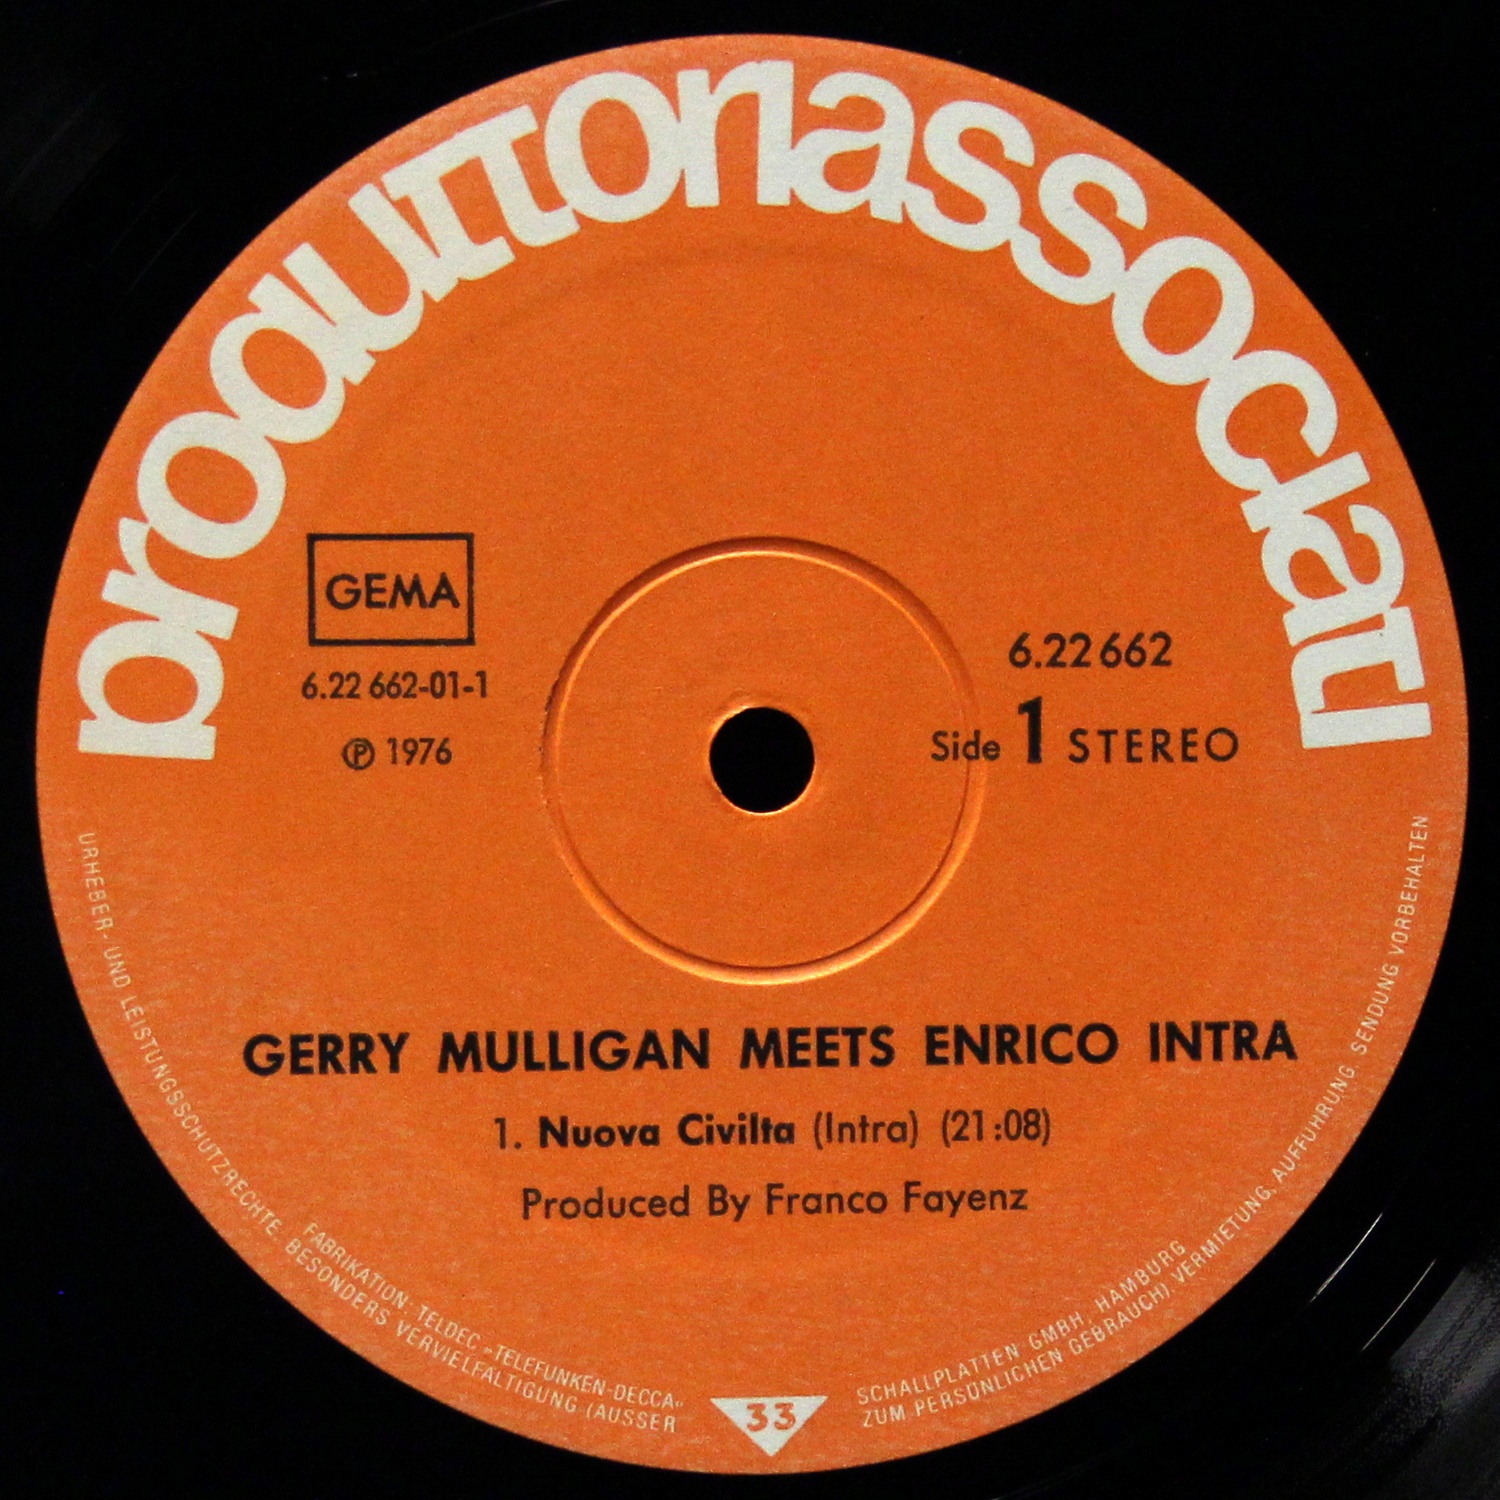 produttoriassociati
GEMA
6.22 662-01-1
℗ 1976
6.22 662
Side 1 STEREO
GERRY MULLIGAN MEETS ENRICO INTRA
1. Nuova Civilta (Intra) (21:08)
Produced By Franco Fayenz
URHEBER- UND LEISTUNGSSCHUTZRECHTE. BESONDERS VERVIELFÄLTIGUNG (AUSSER ZUM PERSÖNLICHEN GEBRAUCH), VERMIETUNG, AUFFÜHRUNG, SENDUNG VORBEHALTEN
FABRIKATION: TELDEC »TELEFUNKEN-DECCA« SCHALLPLATTEN GMBH, HAMBURG
33